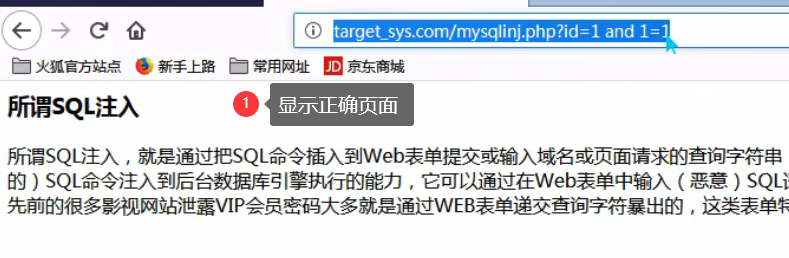 target_sys.com/mysqlinj.php?id=1 and 1=1
火狐官方站点 新手上路 常用网址 JD 京东商城
所谓SQL注入
1 显示正确页面
所谓SQL注入，就是通过把SQL命令插入到Web表单提交或输入域名或页面请求的查询字符串
的）SQL命令注入到后台数据库引擎执行的能力，它可以通过在Web表单中输入（恶意）SQL
先前的很多影视网站泄露VIP会员密码大多就是通过WEB表单递交查询字符暴出的，这类表单特